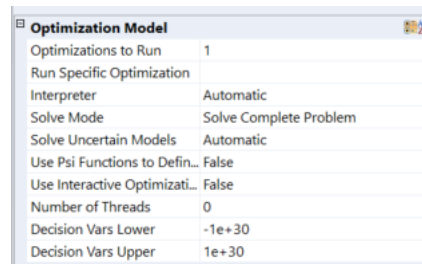 Optimization Model
Optimizations to Run 1
Run Specific Optimization
Interpreter Automatic
Solve Mode Solve Complete Problem
Solve Uncertain Models Automatic
Use Psi Functions to Defin... False
Use Interactive Optimizati... False
Number of Threads 0
Decision Vars Lower -1e+30
Decision Vars Upper 1e+30